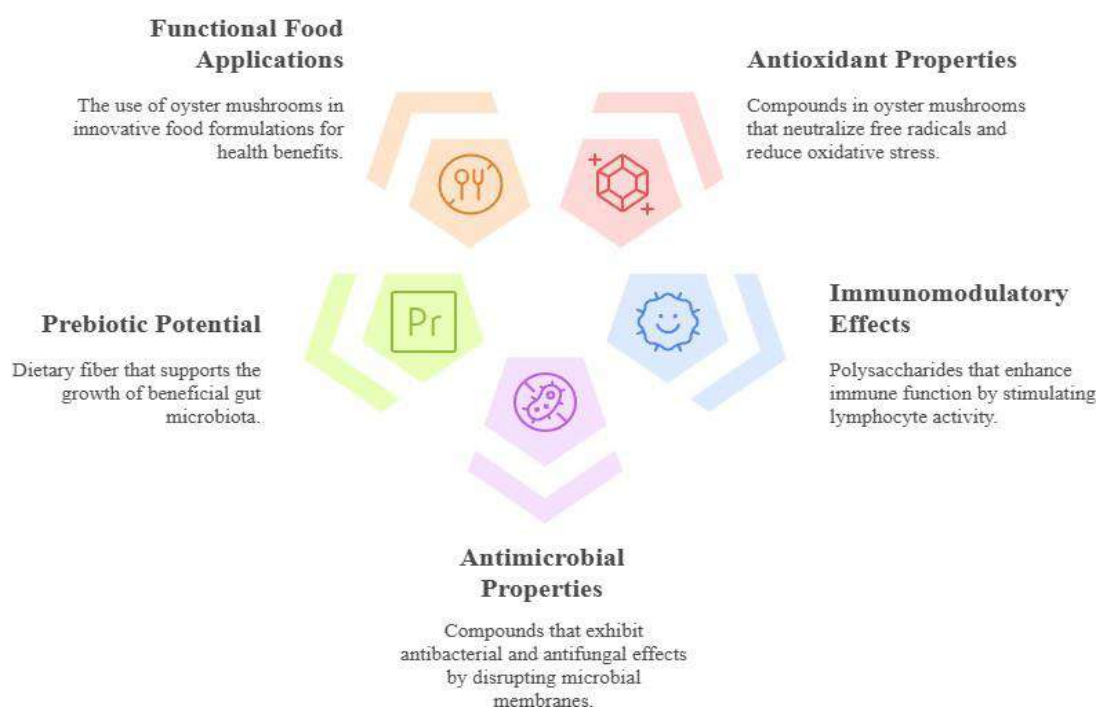 Functional Food
Applications
The use of oyster mushrooms in
innovative food formulations for
health benefits.
Antioxidant Properties
Compounds in oyster mushrooms
that neutralize free radicals and
reduce oxidative stress.
Prebiotic Potential
Dietary fiber that supports the
growth of beneficial gut
microbiota.
Pr
Immunomodulatory
Effects
Polysaccharides that enhance
immune function by stimulating
lymphocyte activity.
Antimicrobial
Properties
Compounds that exhibit
antibacterial and antifungal effects
by disrupting microbial
membranes.